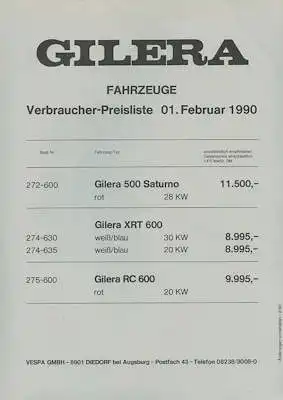 GILERA
FAHRZEUGE
Verbraucher-Preisliste 01. Februar 1990
272-600 Gilera 500 Saturno 11.500,-
rot 28 KW
Gilera XRT 600
274-630 weiß/blau 30 KW 8.995,-
274-635 weiß/blau 20 KW 8.995,-
275-600 Gilera RC 600 9.995,-
rot 20 KW
VESPA GMBH - 8901 DIEDORF bei Augsburg - Postfach 43 - Telefon 08238/3008-0